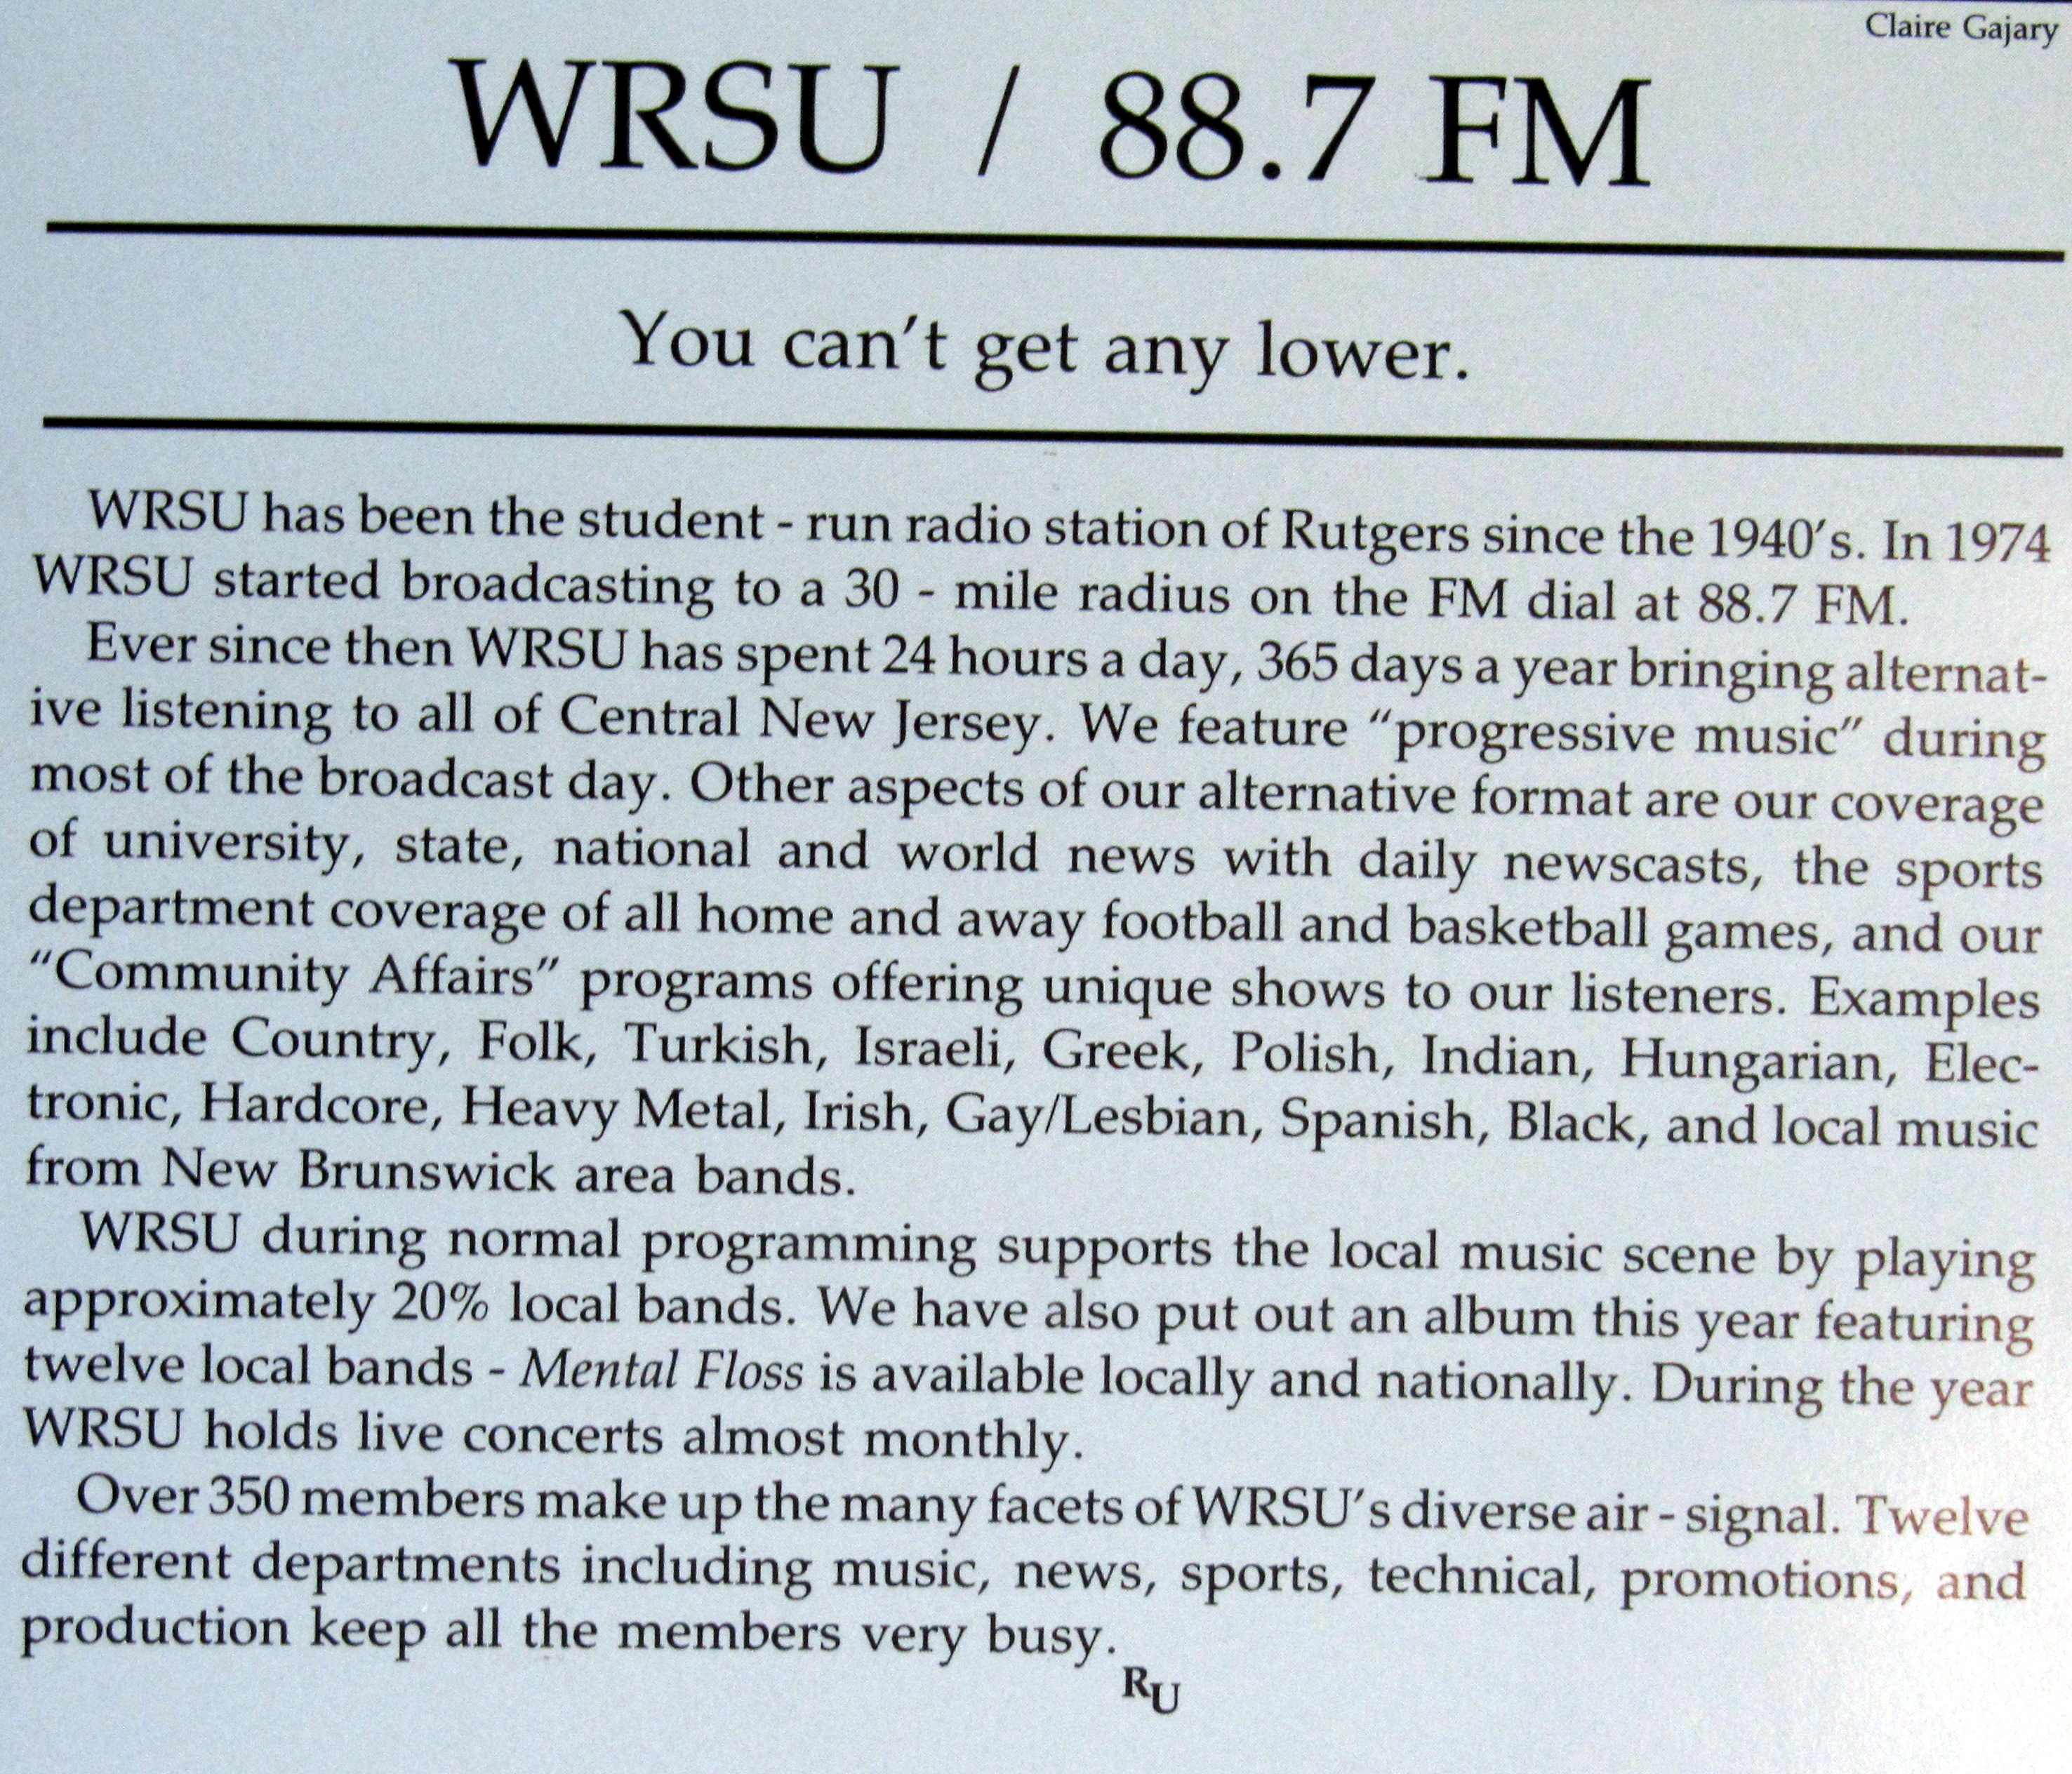 Claire Gajary
WRSU / 88.7 FM
You can't get any lower.
WRSU has been the student - run radio station of Rutgers since the 1940's. In 1974
WRSU started broadcasting to a 30 - mile radius on the FM dial at 88.7 FM.
Ever since then WRSU has spent 24 hours a day, 365 days a year bringing alternat-
ive listening to all of Central New Jersey. We feature "progressive music" during
most of the broadcast day. Other aspects of our alternative format are our coverage
of university, state, national and world news with daily newscasts, the sports
department coverage of all home and away football and basketball games, and our
"Community Affairs" programs offering unique shows to our listeners. Examples
include Country, Folk, Turkish, Israeli, Greek, Polish, Indian, Hungarian, Elec-
tronic, Hardcore, Heavy Metal, Irish, Gay/Lesbian, Spanish, Black, and local music
from New Brunswick area bands.
WRSU during normal programming supports the local music scene by playing
approximately 20% local bands. We have also put out an album this year featuring
twelve local bands - Mental Floss is available locally and nationally. During the year
WRSU holds live concerts almost monthly.
Over 350 members make up the many facets of WRSU's diverse air - signal. Twelve
different departments including music, news, sports, technical, promotions, and
production keep all the members very busy.
RU